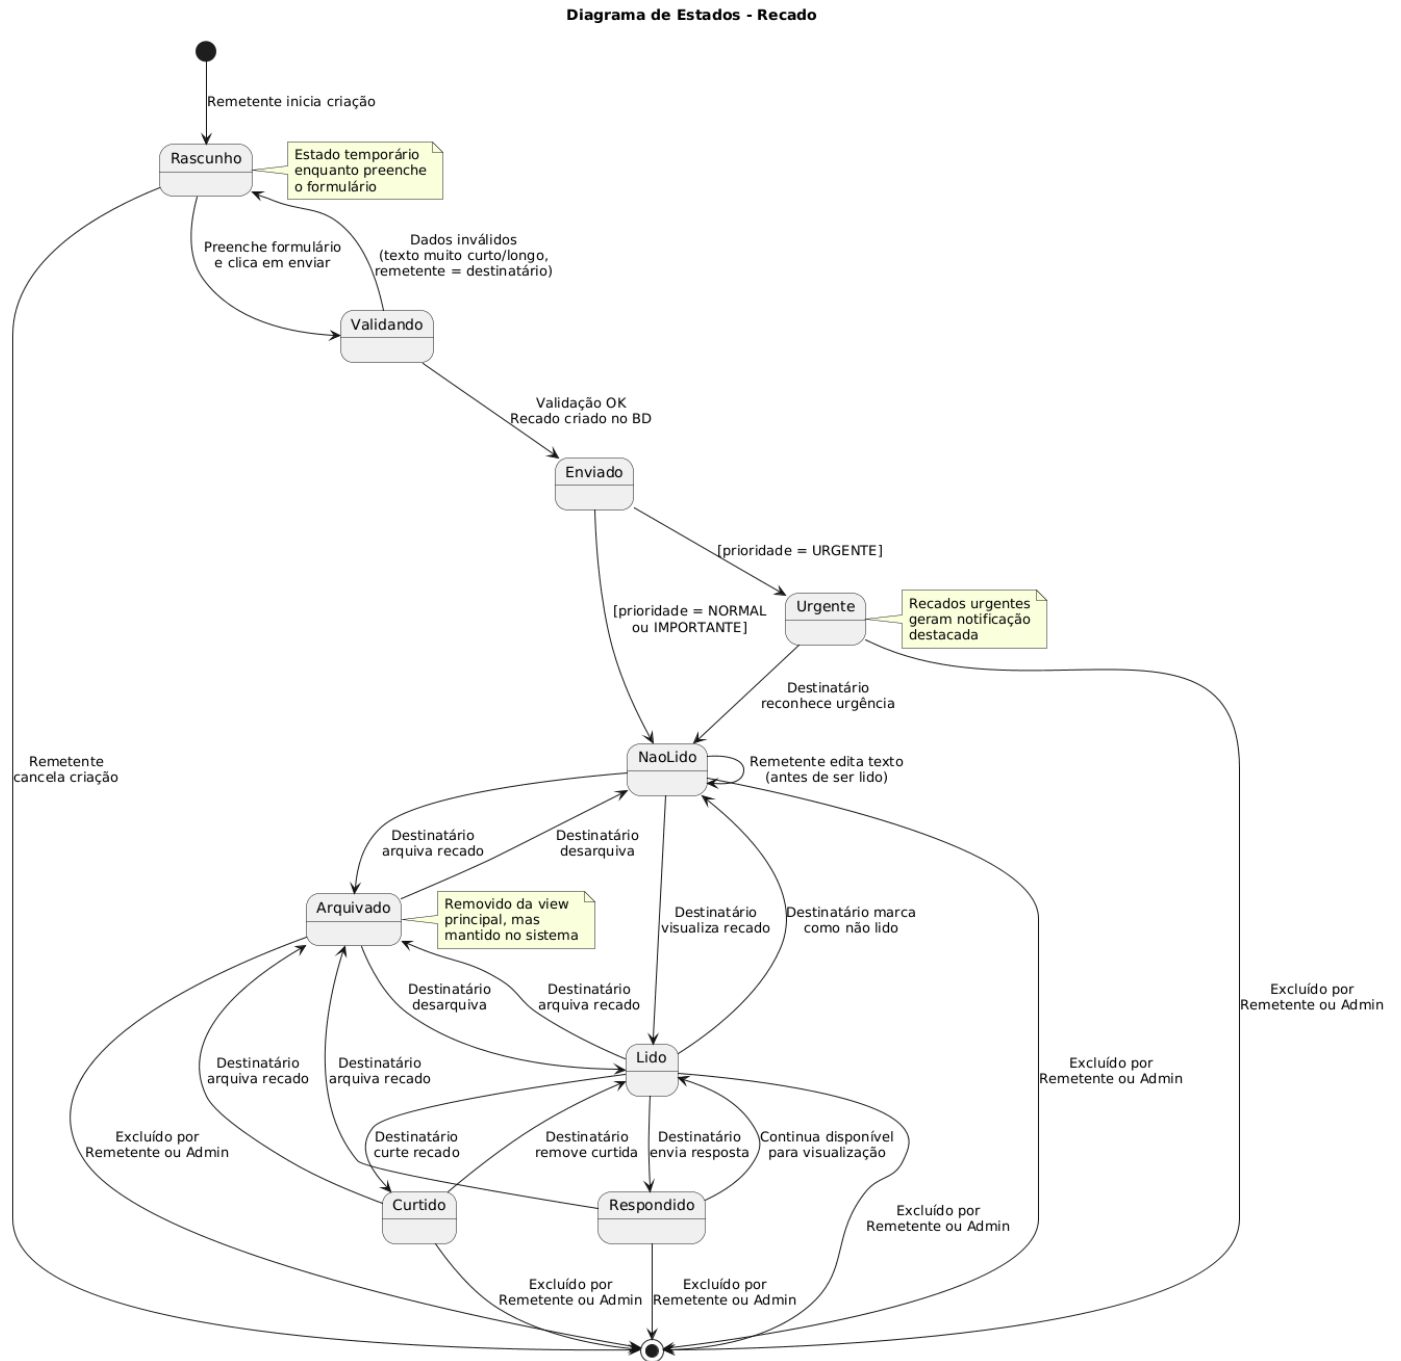 Diagrama de Estados - Recado
Remetente inicia criação
Rascunho
Estado temporário
enquanto preenche
o formulário
Preenche formulário
e clica em enviar
Dados inválidos
(texto muito curto/longo,
remetente = destinatário)
Validando
Validação OK
Recado criado no BD
Enviado
[prioridade = URGENTE]
[prioridade = NORMAL
ou IMPORTANTE]
Urgente
Recados urgentes
geram notificação
destacada
Destinatário
reconhece urgência
NaoLido
Remetente edita texto
(antes de ser lido)
Remetente
cancela criação
Destinatário
arquiva recado
Destinatário
desarquiva
Arquivado
Removido da view
principal, mas
mantido no sistema
Destinatário
visualiza recado
Destinatário marca
como não lido
Destinatário
desarquiva
Destinatário
arquiva recado
Excluído por
Remetente ou Admin
Lido
Destinatário
arquiva recado
Destinatário
arquiva recado
Excluído por
Remetente ou Admin
Excluído por
Remetente ou Admin
Destinatário
curte recado
Destinatário
remove curtida
Destinatário
envia resposta
Continua disponível
para visualização
Curtido
Respondido
Excluído por
Remetente ou Admin
Excluído por
Remetente ou Admin
Excluído por
Remetente ou Admin